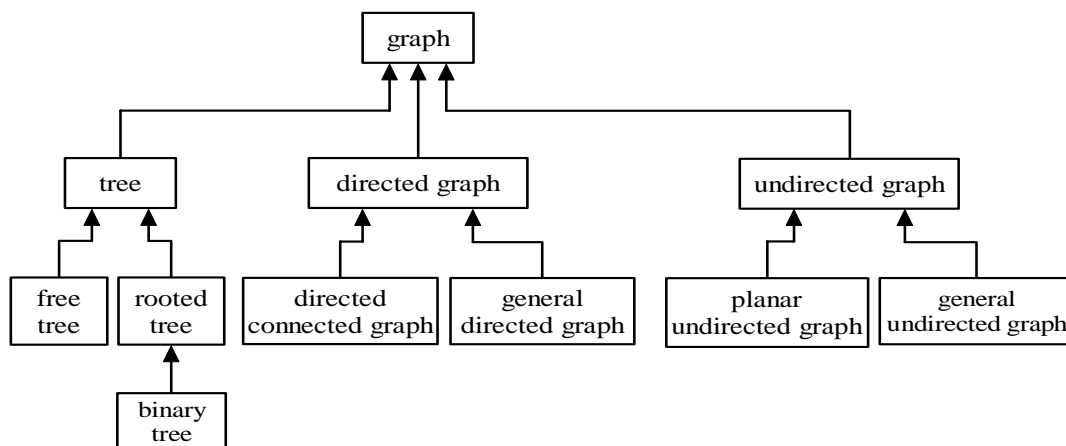 graph
tree
directed graph
undirected graph
free
tree
rooted
tree
directed
connected graph
general
directed graph
planar
undirected graph
general
undirected graph
binary
tree